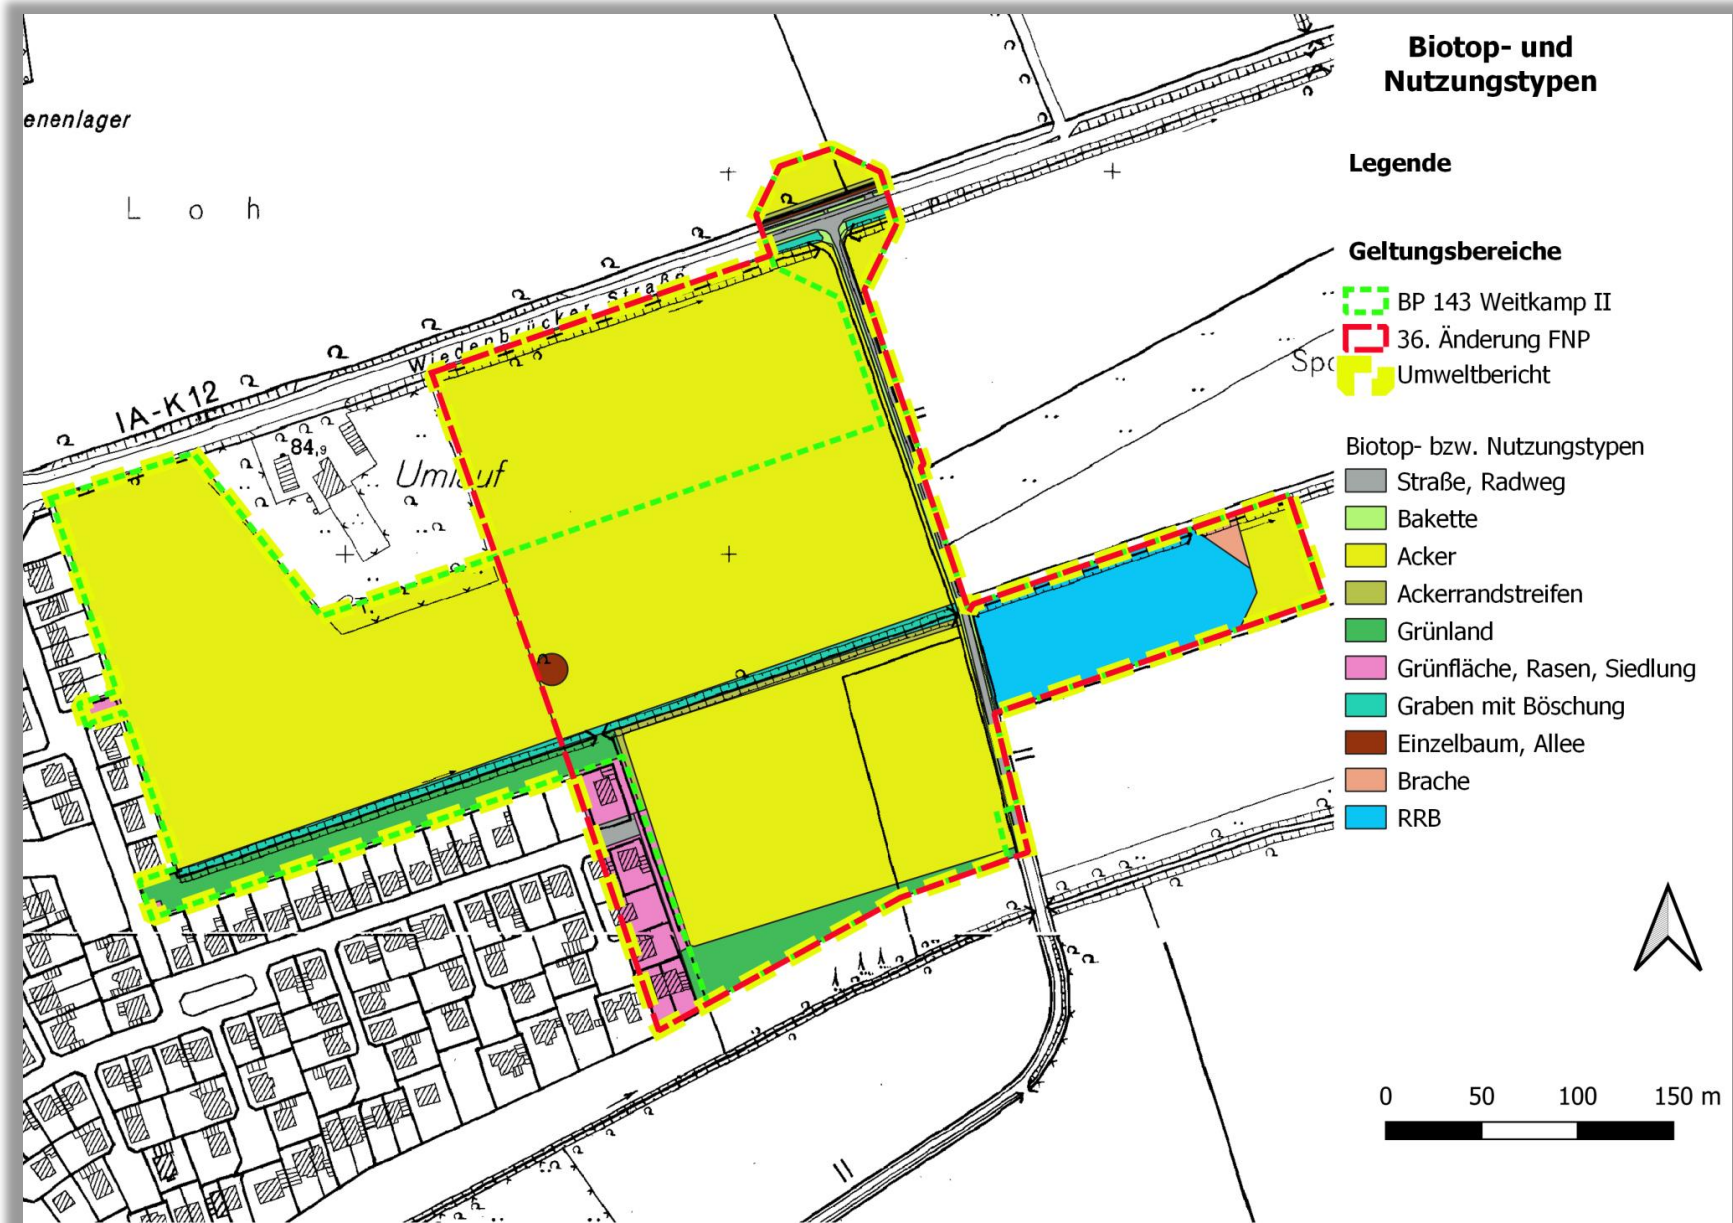 Biotop- und
Nutzungstypen
Legende
Geltungsbereiche
BP 143 Weitkamp II
36. Änderung FNP
Umweltbericht
Biotop- bzw. Nutzungstypen
Straße, Radweg
Bakette
Acker
Ackerrandstreifen
Grünland
Grünfläche, Rasen, Siedlung
Graben mit Böschung
Einzelbaum, Allee
Brache
RRB
0 50 100 150 m
enenlager
Loh
Wiedenbrücker Straße
IA-K12
84,9
Umlauf
Spo